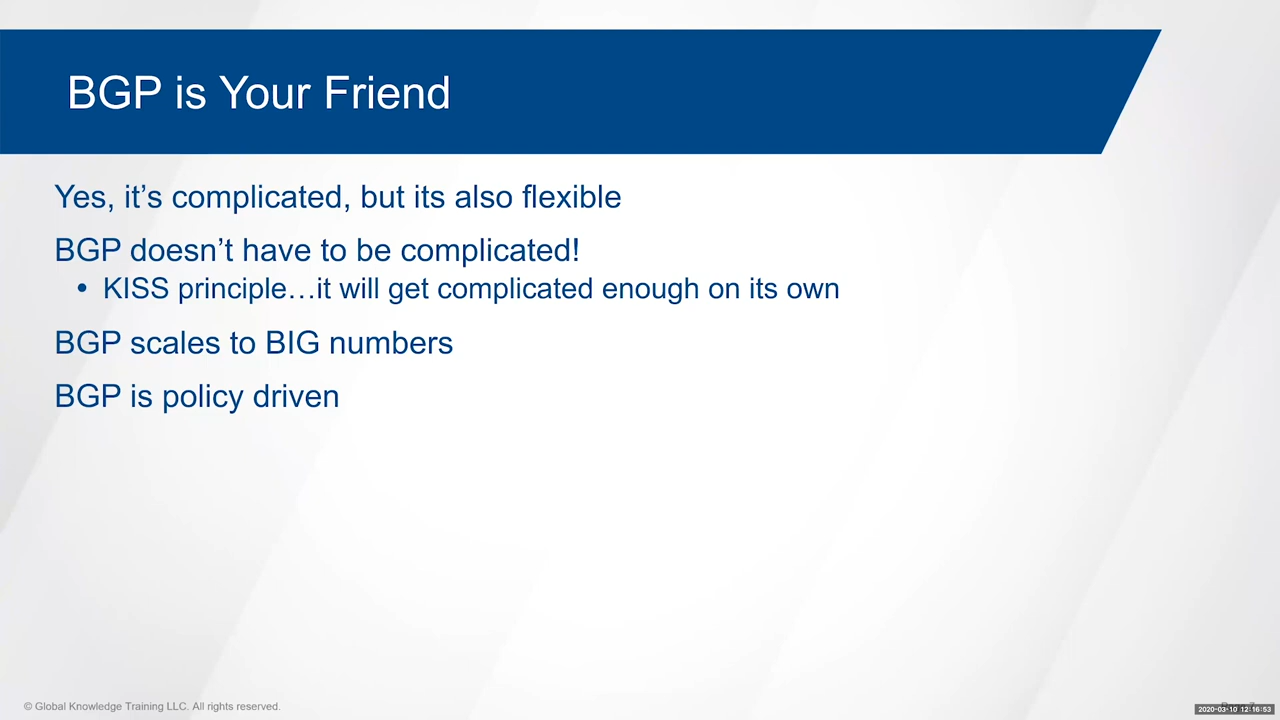 BGP is Your Friend
Yes, it’s complicated, but its also flexible
BGP doesn’t have to be complicated!
• KISS principle…it will get complicated enough on its own
BGP scales to BIG numbers
BGP is policy driven
© Global Knowledge Training LLC. All rights reserved.
2020-03-10 12:16:53